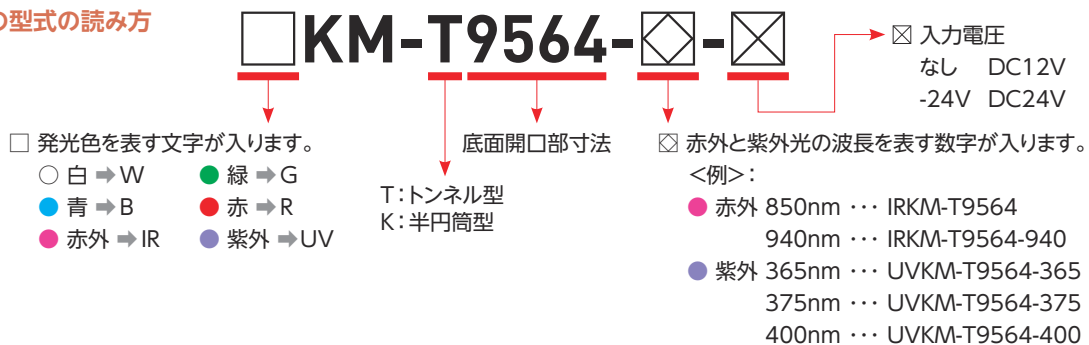 の型式の読み方
□KM-T9564-◇-☒
☒ 入力電圧
なし DC12V
-24V DC24V
□ 発光色を表す文字が入ります。
○ 白 ➡ W ● 緑 ➡ G
● 青 ➡ B ● 赤 ➡ R
● 赤外 ➡ IR ● 紫外 ➡ UV
T：トンネル型
K：半円筒型
底面開口部寸法
◇ 赤外と紫外光の波長を表す数字が入ります。
<例>：
● 赤外 850nm ･･･ IRKM-T9564
940nm ･･･ IRKM-T9564-940
● 紫外 365nm ･･･ UVKM-T9564-365
375nm ･･･ UVKM-T9564-375
400nm ･･･ UVKM-T9564-400